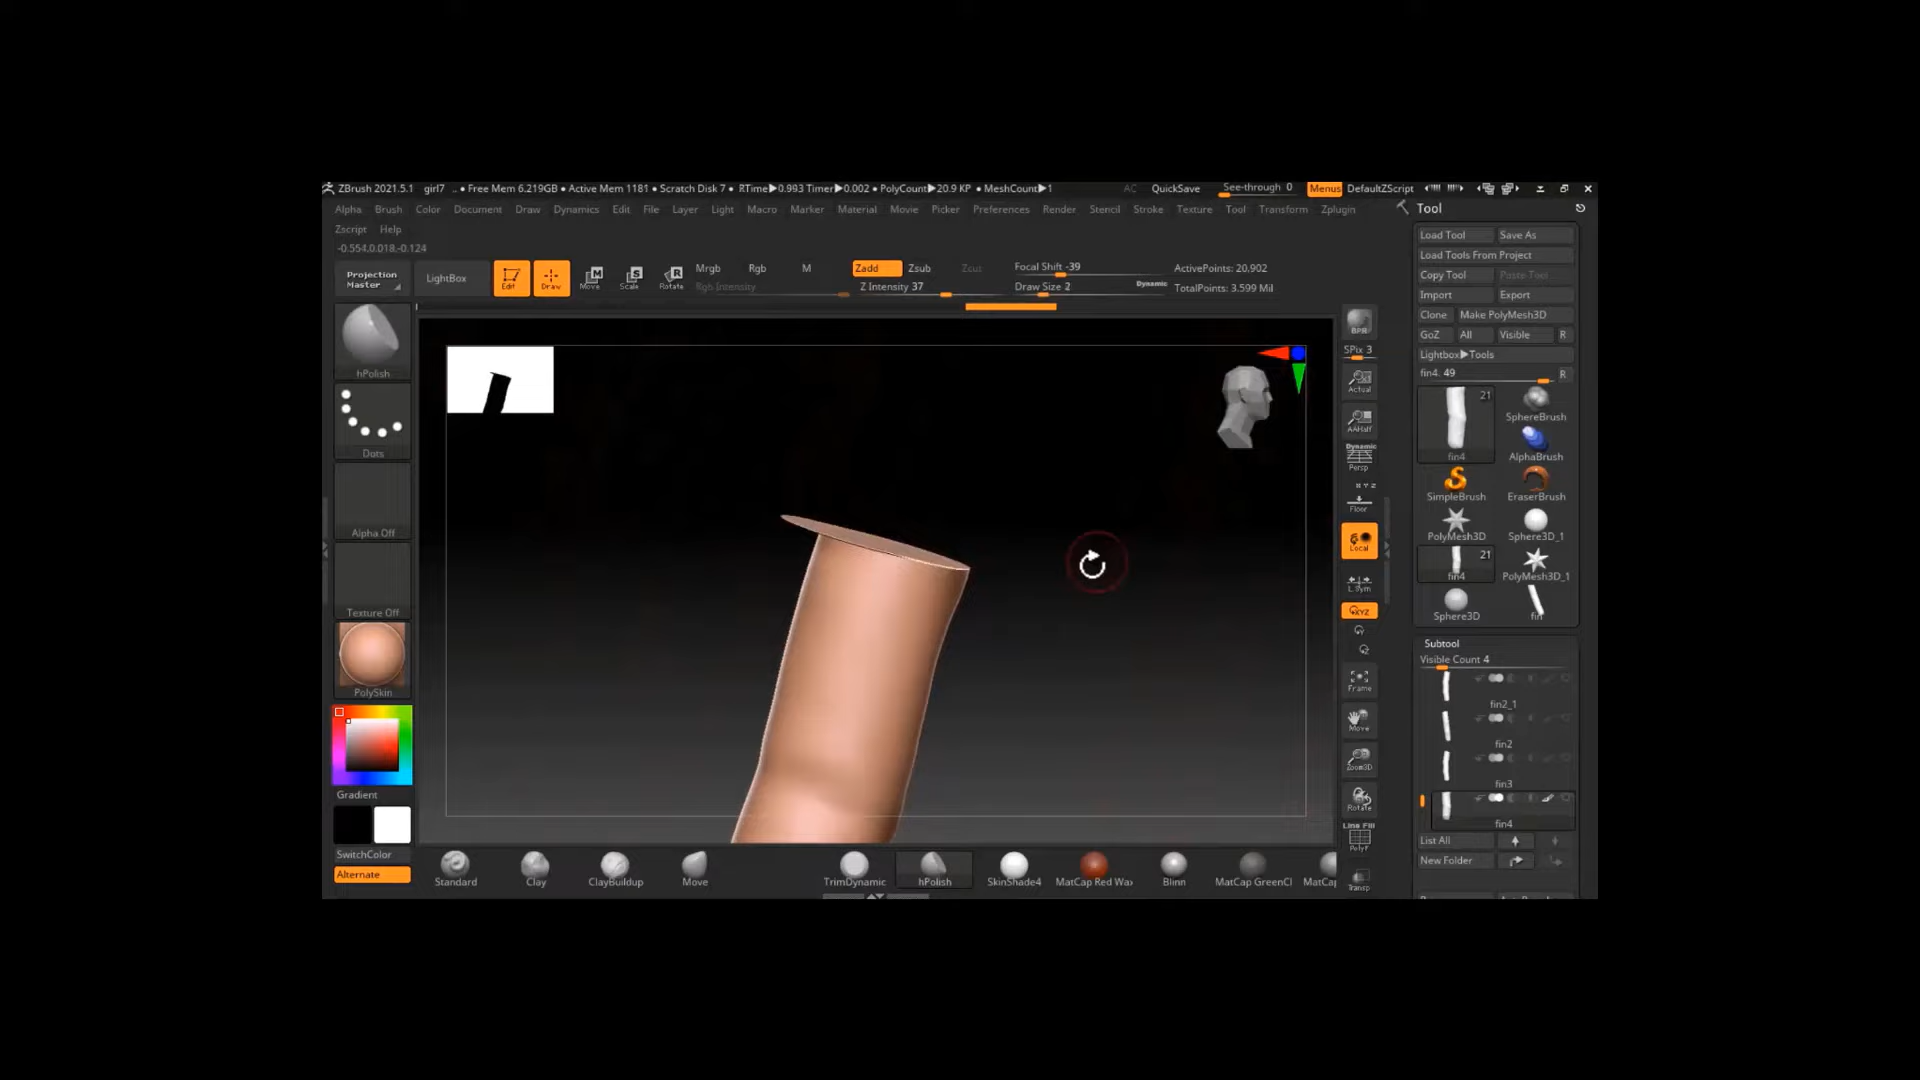 ZBrush 2021.5.1 girl7 .. • Free Mem 6.219GB • Active Mem 1181 • Scratch Disk 7 • RTime▶0.993 Timer▶0.002 • PolyCount▶20.9 KP • MeshCount▶1 AC QuickSave See-through 0 Menus DefaultZScript
Alpha Brush Color Document Draw Dynamics Edit File Layer Light Macro Marker Material Movie Picker Preferences Render Stencil Stroke Texture Tool Transform Zplugin
Zscript Help
-0.554,0.018,-0.124
Projection Master
LightBox
Edit
Draw
Move
Scale
Rotate
Mrgb Rgb M
Rgb Intensity
Zadd Zsub Zcut
Z Intensity 37
Focal Shift -39
Draw Size 2
Dynamic
ActivePoints: 20,902
TotalPoints: 3.599 Mil
hPolish
Dots
Alpha Off
Texture Off
PolySkin
Gradient
SwitchColor
Alternate
BPR
SPix 3
Actual
AAHalf
Dynamic
Persp
X Y Z
Floor
Local
L.Sym
XYZ
Frame
Move
Zoom3D
Rotate
Line Fill
PolyF
Transp
Standard Clay ClayBuildup Move TrimDynamic hPolish SkinShade4 MatCap Red Wax Blinn MatCap GreenCl MatCap
Tool
Load Tool Save As
Load Tools From Project
Copy Tool Paste Tool
Import Export
Clone Make PolyMesh3D
GoZ All Visible R
Lightbox▶Tools
fin4. 49 R
21
fin4
SphereBrush
AlphaBrush
SimpleBrush EraserBrush
PolyMesh3D Sphere3D_1
21
fin4 PolyMesh3D_1
Sphere3D fin
Subtool
Visible Count 4
fin2_1
fin2
fin3
fin4
List All
New Folder